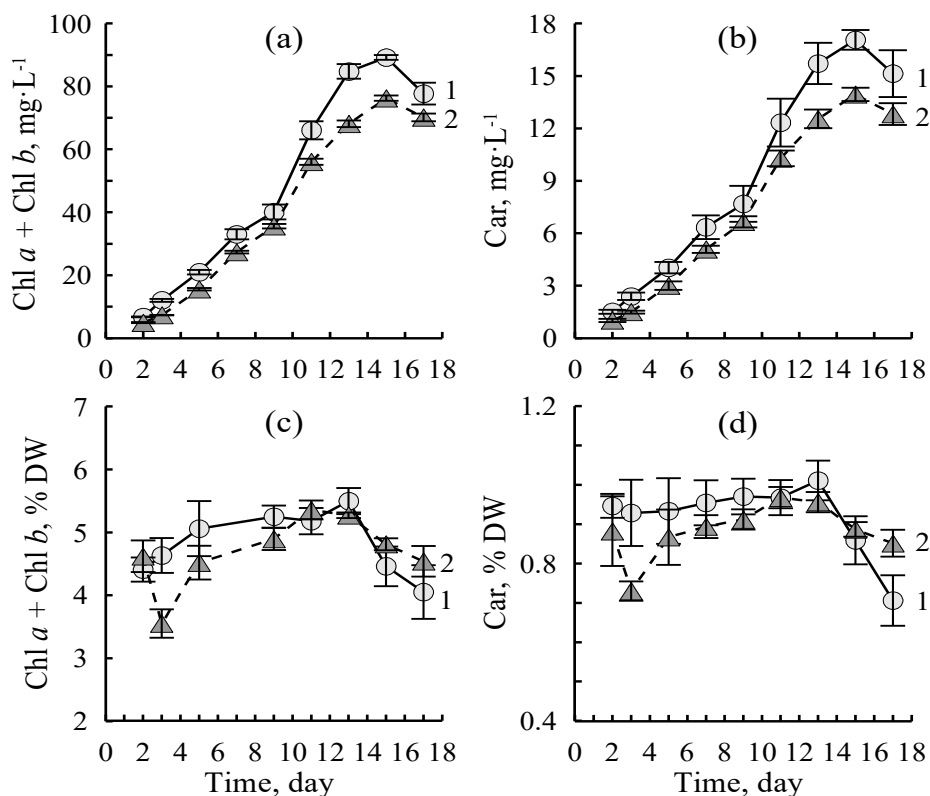 (a)
Chl a + Chl b, mg·L-1
100
80
60
40
20
0
0 2 4 6 8 10 12 14 16 18
1
2
(b)
Car, mg·L-1
18
15
12
9
6
3
0
0 2 4 6 8 10 12 14 16 18
1
2
(c)
Chl a + Chl b, % DW
7
6
5
4
3
2
0 2 4 6 8 10 12 14 16 18
2
1
Time, day
(d)
Car, % DW
1.2
0.8
0.4
0 2 4 6 8 10 12 14 16 18
2
1
Time, day